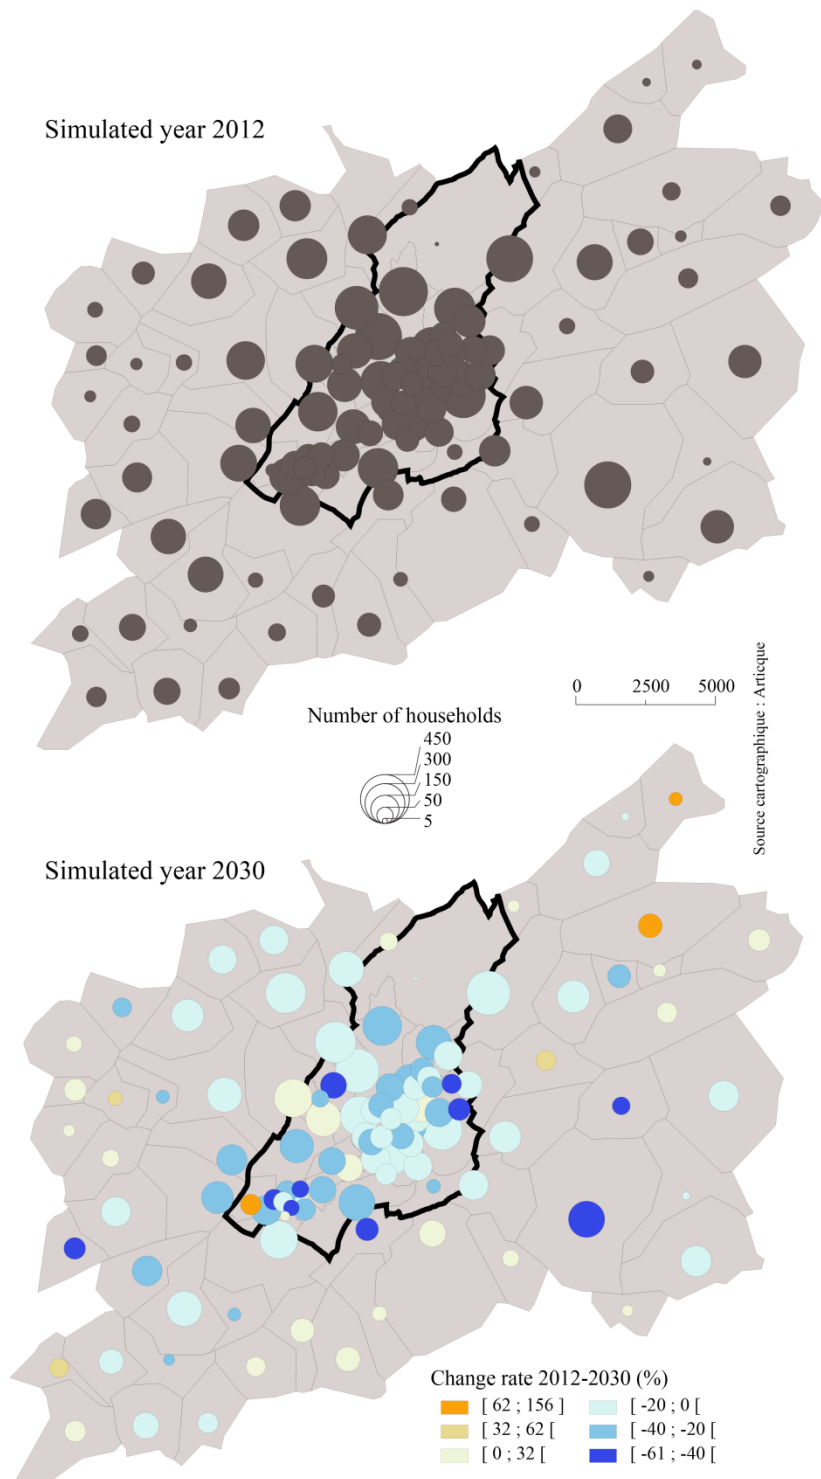 Simulated year 2012
0 2500 5000
Number of households
450
300
150
50
5
Source cartographique : Articque
Simulated year 2030
Change rate 2012-2030 (%)
[ 62 ; 156 ] [ -20 ; 0 [
[ 32 ; 62 [ [ -40 ; -20 [
[ 0 ; 32 [ [ -61 ; -40 [